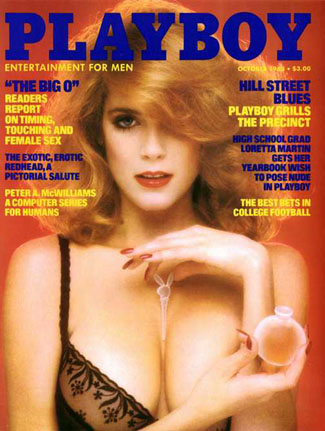 PLAYBOY
ENTERTAINMENT FOR MEN
OCTOBER 1983 • $3.00
"THE BIG O"
READERS
REPORT
ON TIMING,
TOUCHING AND
FEMALE SEX
THE EXOTIC, EROTIC
REDHEAD, A
PICTORIAL SALUTE
PETER A. McWILLIAMS
A COMPUTER SERIES
FOR HUMANS
HILL STREET
BLUES
PLAYBOY GRILLS
THE PRECINCT
HIGH SCHOOL GRAD
LORETTA MARTIN
GETS HER
YEARBOOK WISH
TO POSE NUDE
IN PLAYBOY
THE BEST BETS IN
COLLEGE FOOTBALL